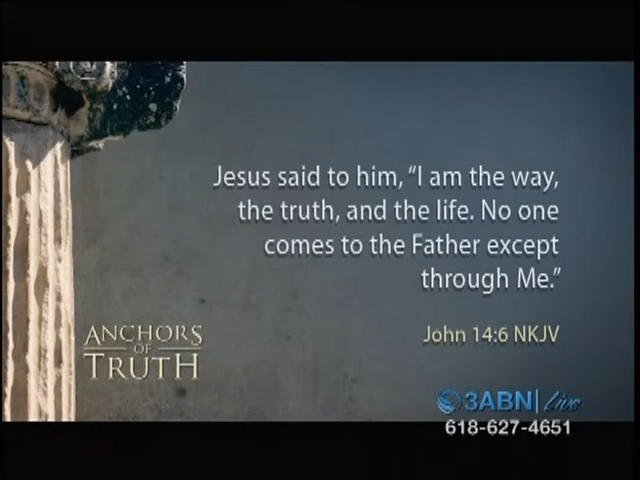 Jesus said to him, “I am the way,
the truth, and the life. No one
comes to the Father except
through Me.”
John 14:6 NKJV
ANCHORS
OF
TRUTH
3ABN Live
618-627-4651